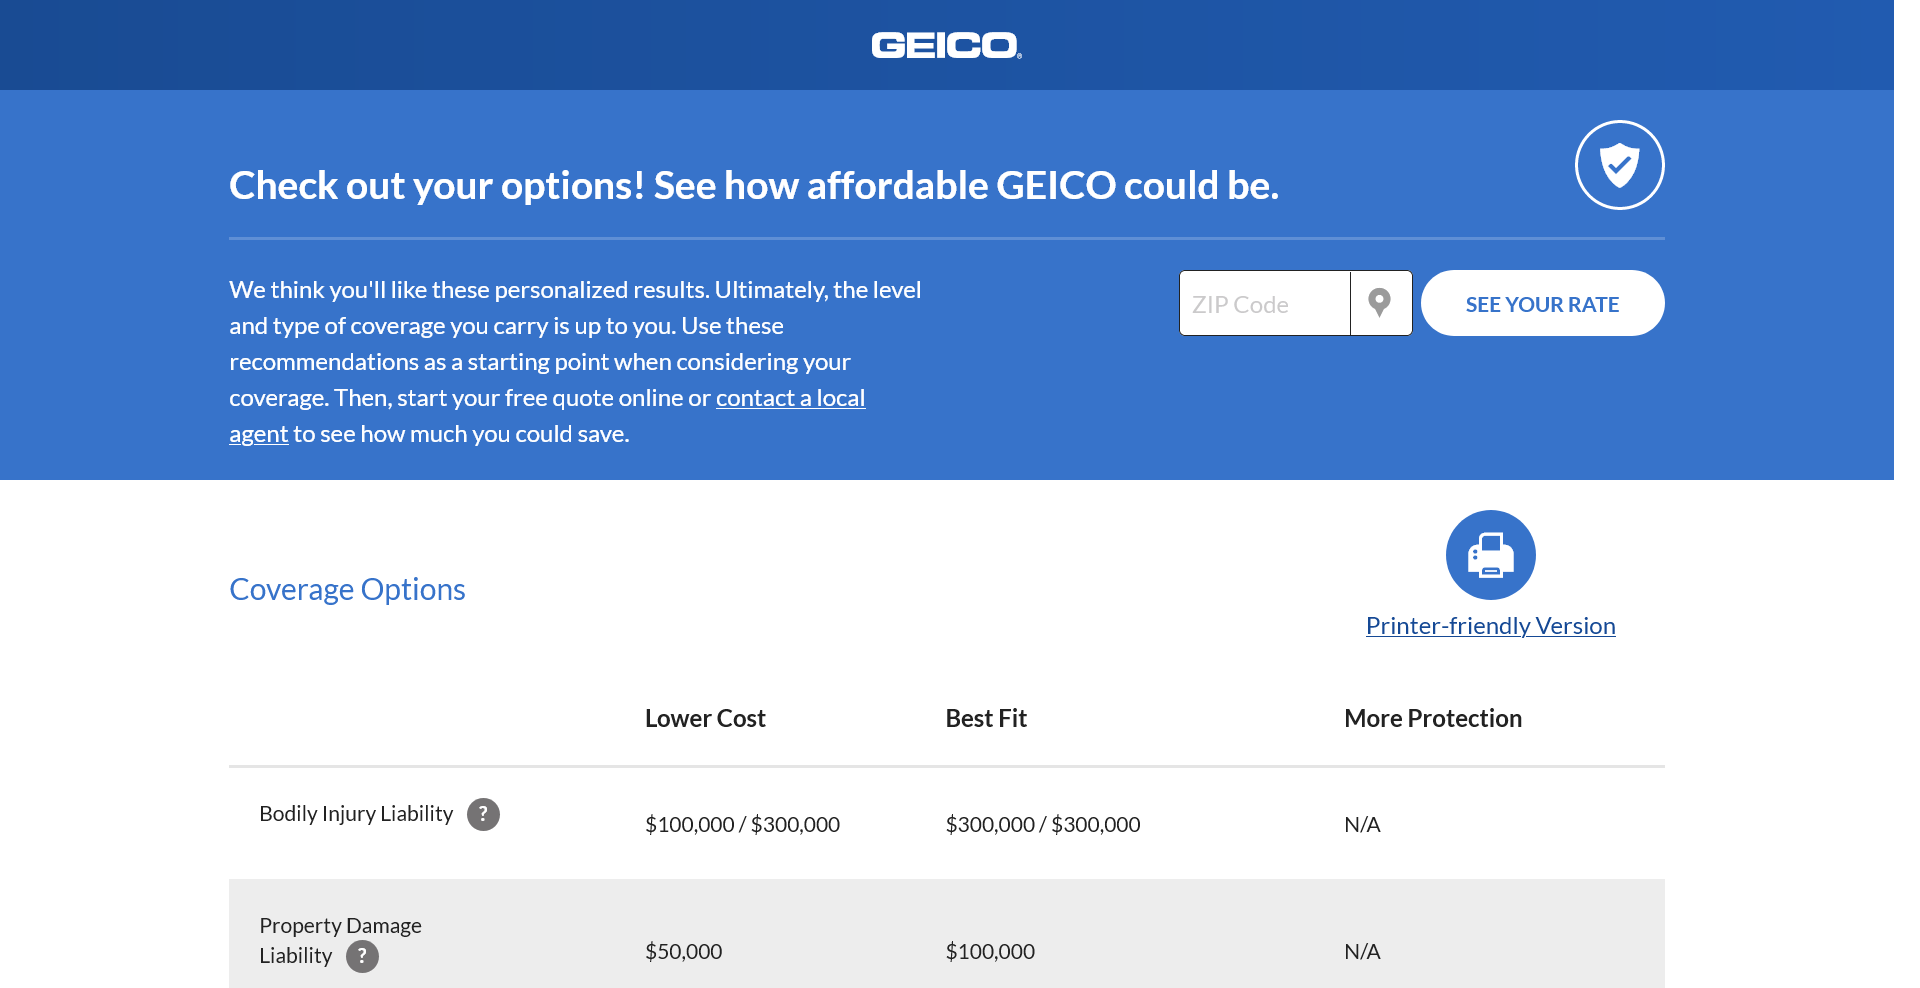 GEICO®
Check out your options! See how affordable GEICO could be.
We think you'll like these personalized results. Ultimately, the level
and type of coverage you carry is up to you. Use these
recommendations as a starting point when considering your
coverage. Then, start your free quote online or contact a local
agent to see how much you could save.
ZIP Code
SEE YOUR RATE
Coverage Options
Printer-friendly Version
Lower Cost Best Fit More Protection
Bodily Injury Liability ? $100,000 / $300,000 $300,000 / $300,000 N/A
Property Damage
Liability ? $50,000 $100,000 N/A